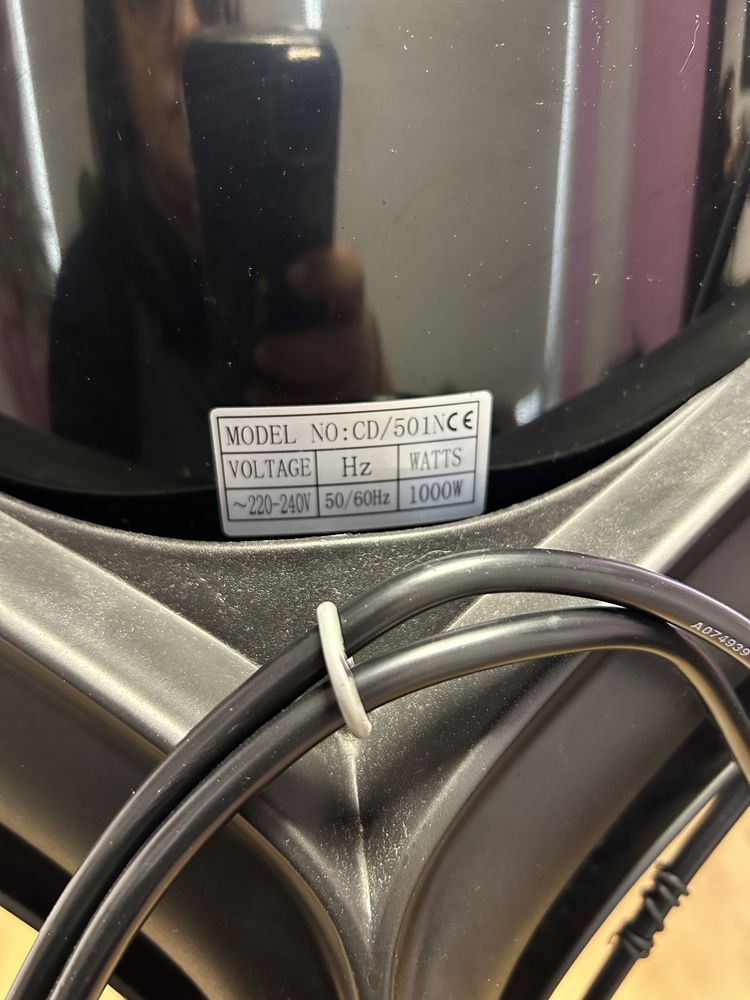 MODEL NO:CD/501N CE
VOLTAGE Hz WATTS
~220-240V 50/60Hz 1000W
A074939